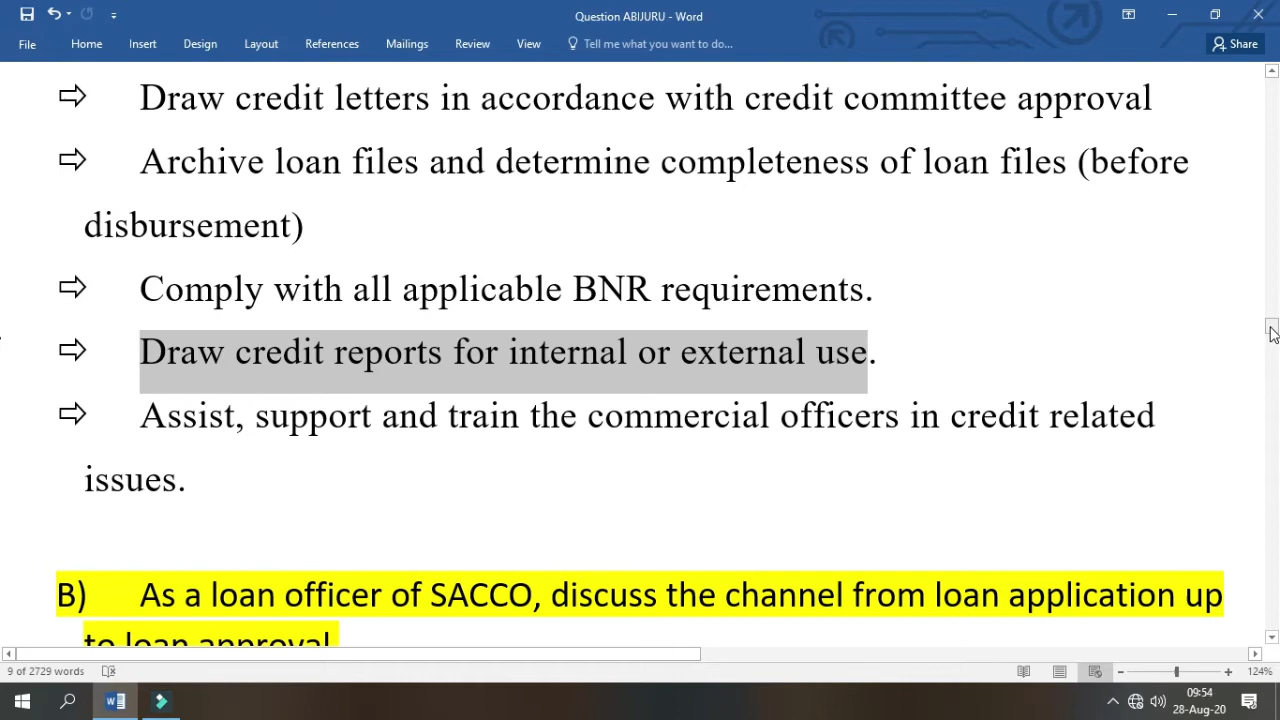 Question ABIJURU - Word
File Home Insert Design Layout References Mailings Review View Tell me what you want to do... Share
⇨ Draw credit letters in accordance with credit committee approval
⇨ Archive loan files and determine completeness of loan files (before
disbursement)
⇨ Comply with all applicable BNR requirements.
⇨ Draw credit reports for internal or external use.
⇨ Assist, support and train the commercial officers in credit related
issues.
B) As a loan officer of SACCO, discuss the channel from loan application up
to loan approval
9 of 2729 words 124%
09:54
28-Aug-20